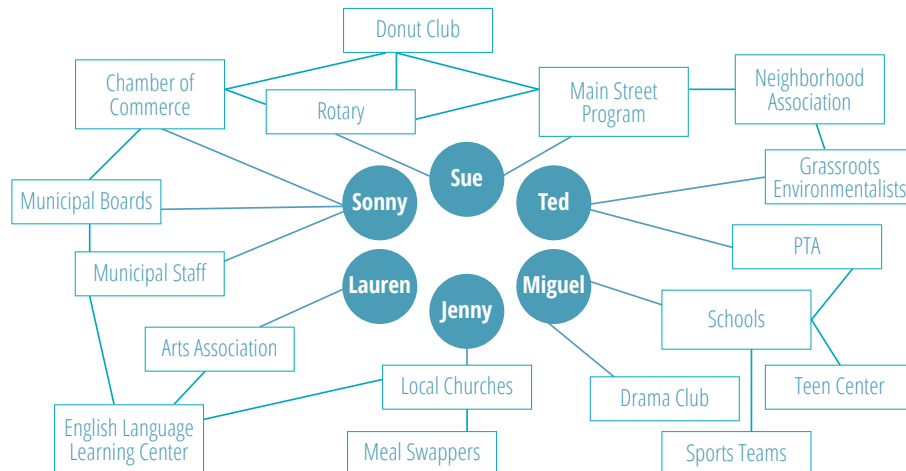 Donut Club
Chamber of
Commerce
Rotary
Main Street
Program
Neighborhood
Association
Sue
Grassroots
Environmentalists
Municipal Boards
Sonny
Ted
PTA
Municipal Staff
Lauren
Jenny
Miguel
Schools
Arts Association
Local Churches
Drama Club
Teen Center
English Language
Learning Center
Meal Swappers
Sports Teams